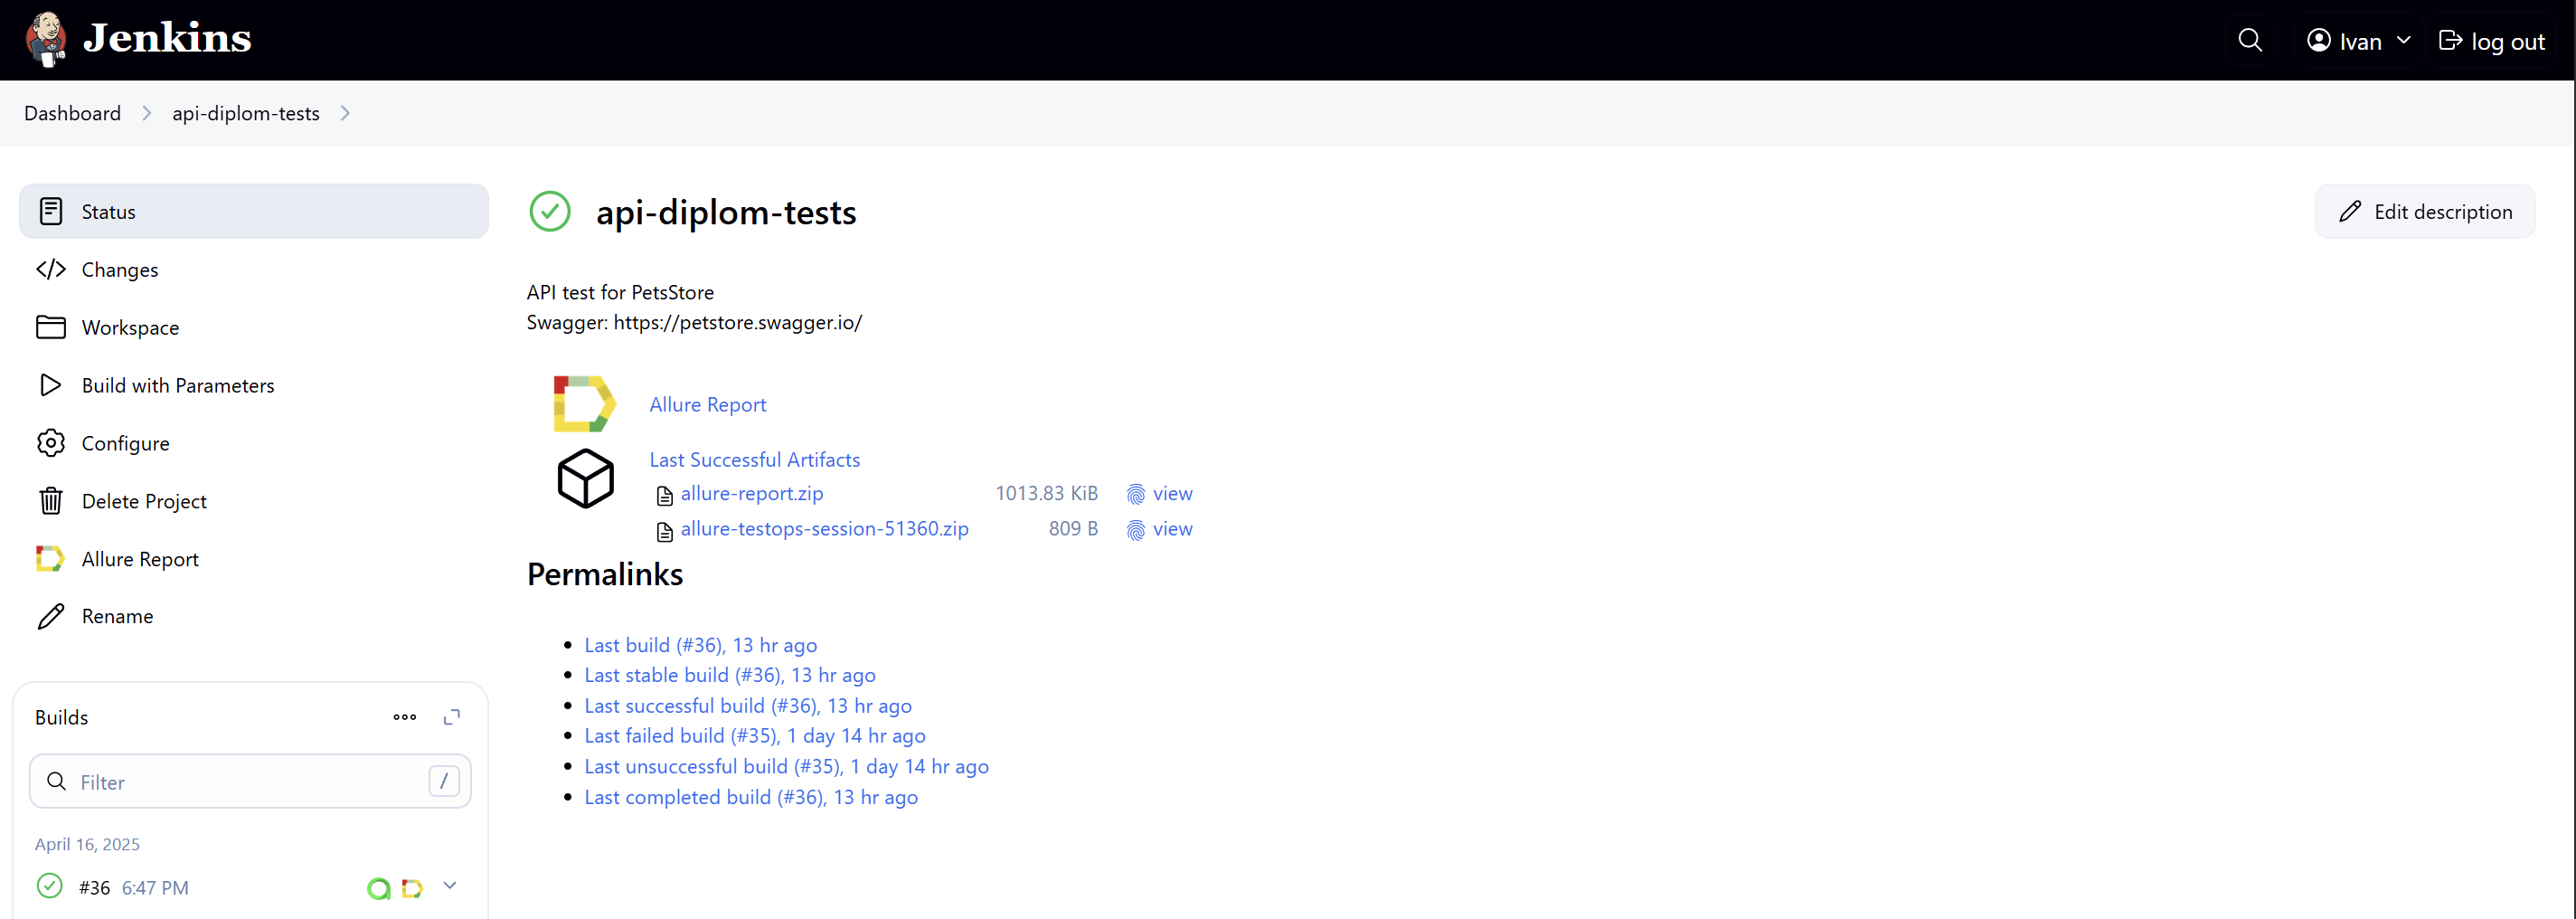 Jenkins
Ivan
log out
Dashboard
api-diplom-tests
Status
Changes
Workspace
Build with Parameters
Configure
Delete Project
Allure Report
Rename
Builds
Filter
/
April 16, 2025
#36 6:47 PM
api-diplom-tests
Edit description
API test for PetsStore
Swagger: https://petstore.swagger.io/
Allure Report
Last Successful Artifacts
allure-report.zip 1013.83 KiB view
allure-testops-session-51360.zip 809 B view
Permalinks
Last build (#36), 13 hr ago
Last stable build (#36), 13 hr ago
Last successful build (#36), 13 hr ago
Last failed build (#35), 1 day 14 hr ago
Last unsuccessful build (#35), 1 day 14 hr ago
Last completed build (#36), 13 hr ago